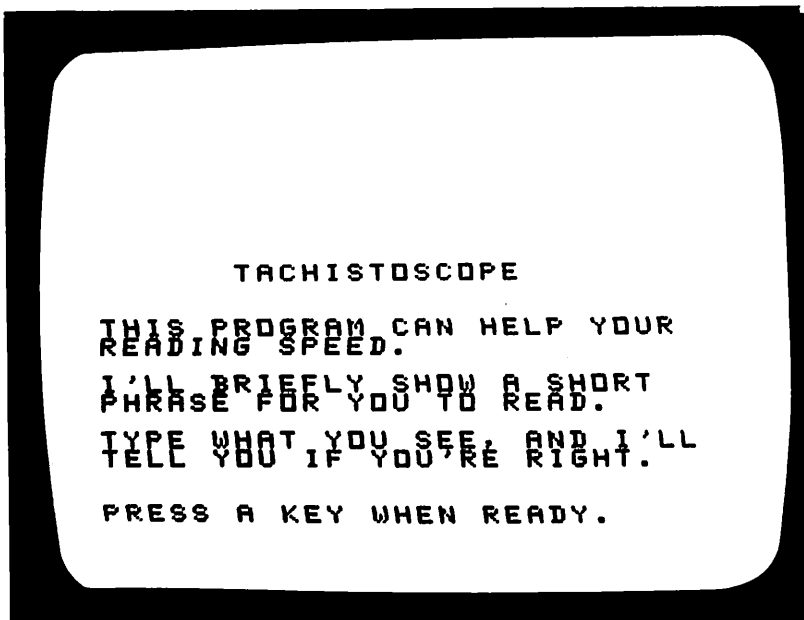 TACHISTOSCOPE
THIS PROGRAM CAN HELP YOUR
READING SPEED.
I'LL BRIEFLY SHOW A SHORT
PHRASE FOR YOU TO READ.
TYPE WHAT YOU SEE, AND I'LL
TELL YOU IF YOU'RE RIGHT.
PRESS A KEY WHEN READY.